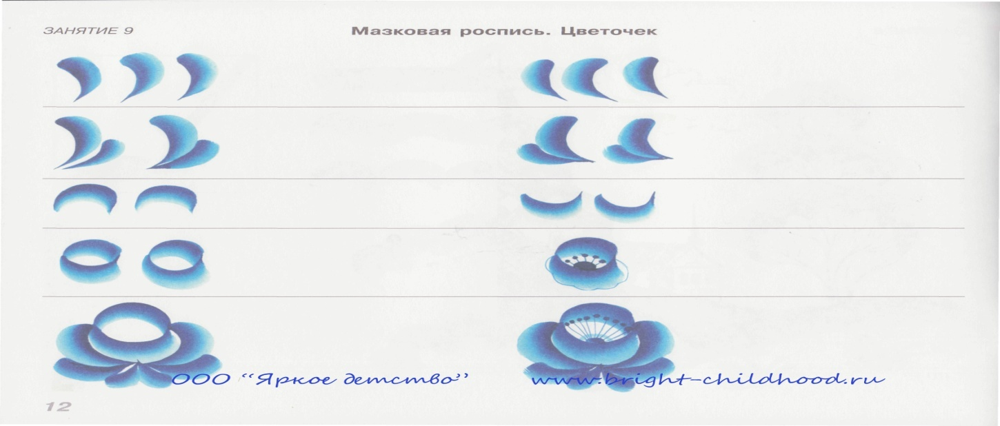 ЗАНЯТИЕ 9
Мазковая роспись. Цветочек
ООО “Яркое детство”
www.bright-childhood.ru
12